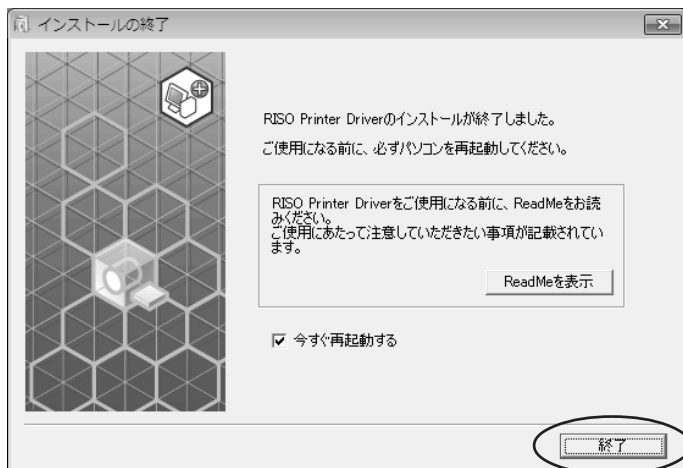 インストールの終了
RISO Printer Driverのインストールが終了しました。
ご使用になる前に、必ずパソコンを再起動してください。
RISO Printer Driverをご使用になる前に、ReadMeをお読
みください。
ご使用にあたって注意していただきたい事項が記載されてい
ます。
ReadMeを表示
今すぐ再起動する
終了